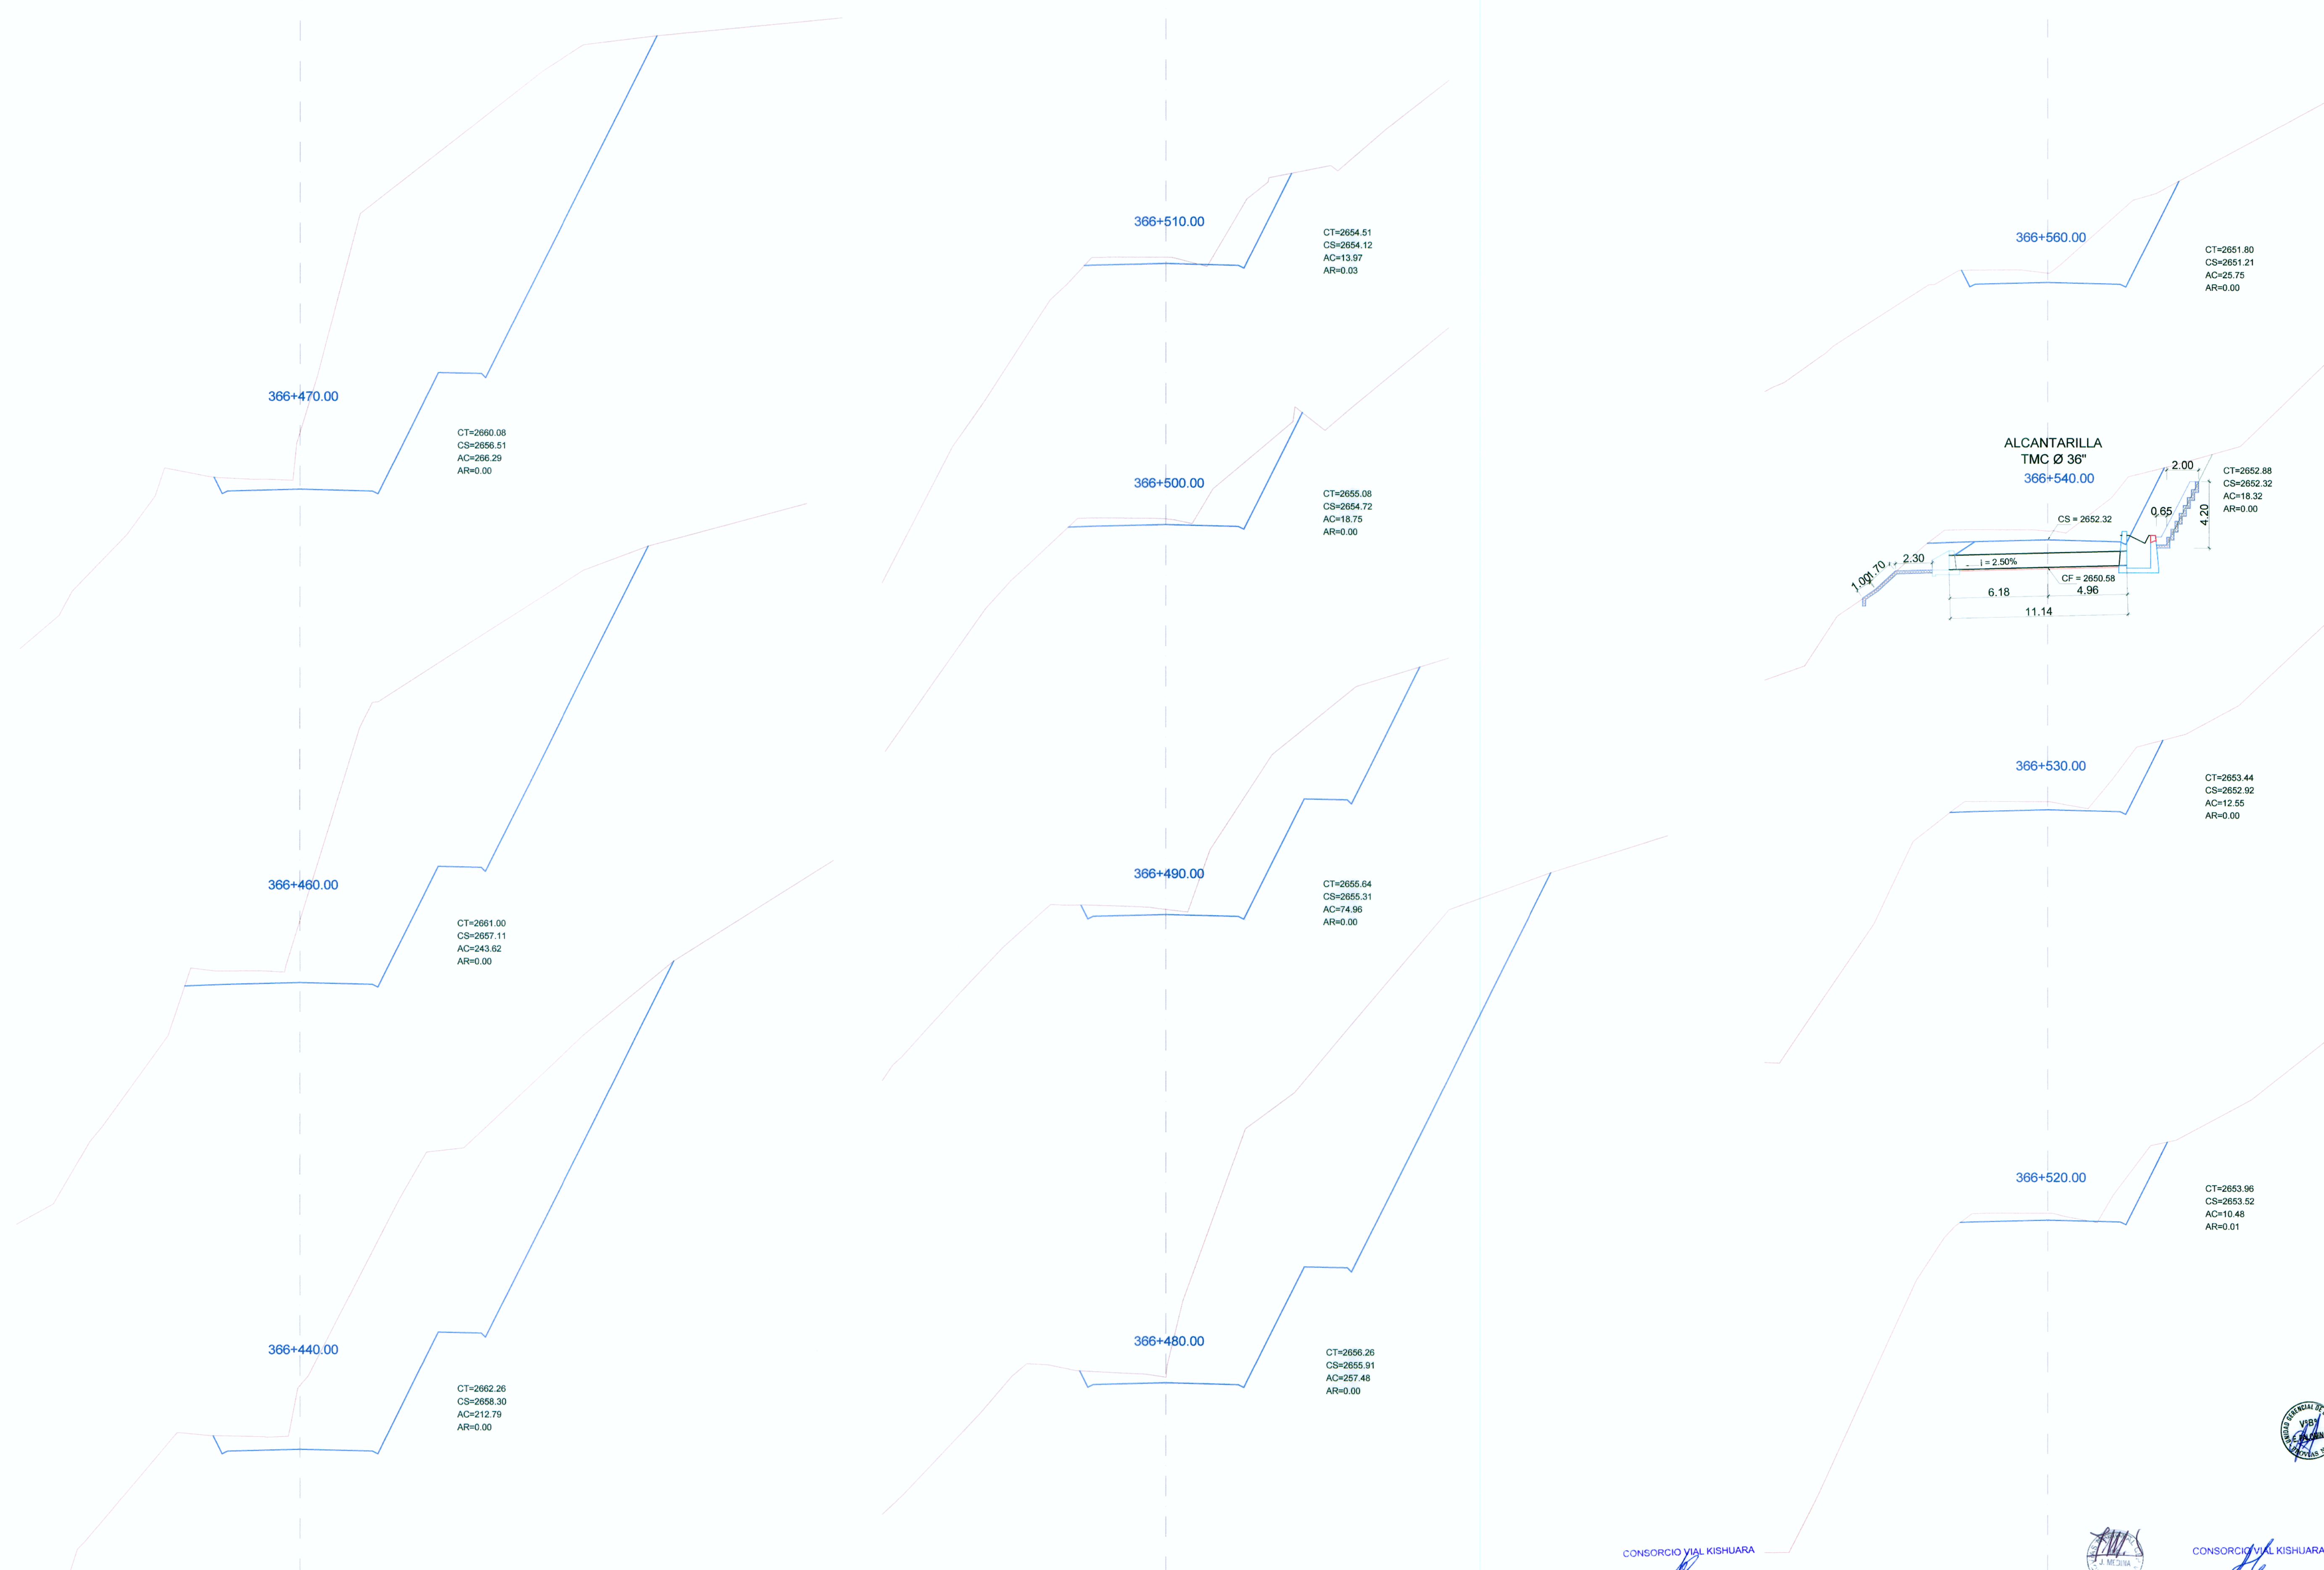 366+470.00
CT=2660.08
CS=2656.51
AC=266.29
AR=0.00
366+460.00
CT=2661.00
CS=2657.11
AC=243.62
AR=0.00
366+440.00
CT=2662.26
CS=2658.30
AC=212.79
AR=0.00
366+510.00
CT=2654.51
CS=2654.12
AC=13.97
AR=0.03
366+500.00
CT=2655.08
CS=2654.72
AC=18.75
AR=0.00
366+490.00
CT=2655.64
CS=2655.31
AC=74.96
AR=0.00
366+480.00
CT=2656.26
CS=2655.91
AC=257.48
AR=0.00
366+560.00
CT=2651.80
CS=2651.21
AC=25.75
AR=0.00
ALCANTARILLA
TMC Ø 36"
366+540.00
2.00
CT=2652.88
CS=2652.32
AC=18.32
AR=0.00
0.65
4.20
CS = 2652.32
2.30
i = 2.50%
1.00
1.70
CF = 2650.58
6.18
4.96
11.14
366+530.00
CT=2653.44
CS=2652.92
AC=12.55
AR=0.00
366+520.00
CT=2653.96
CS=2653.52
AC=10.48
AR=0.01
UNIDAD GERENCIAL DE
V°B°
CONSORCIO VIAL KISHUARA
J. MEDINA
CONSORCIO VIAL KISHUARA